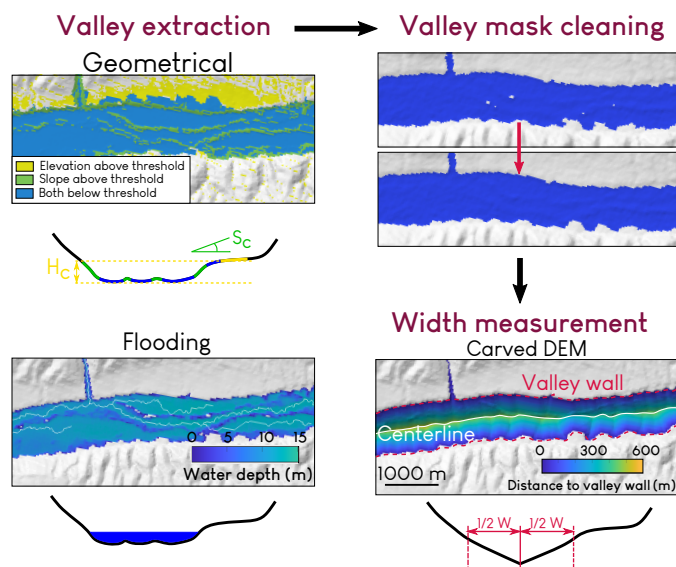 Valley extraction
Valley mask cleaning
Geometrical
Elevation above threshold
Slope above threshold
Both below threshold
Sc
Hc
Flooding
0 5 10 15
Water depth (m)
1/2 W 1/2 W
Width measurement
Carved DEM
Valley wall
Centerline
1000 m
0 300 600
Distance to valley wall (m)